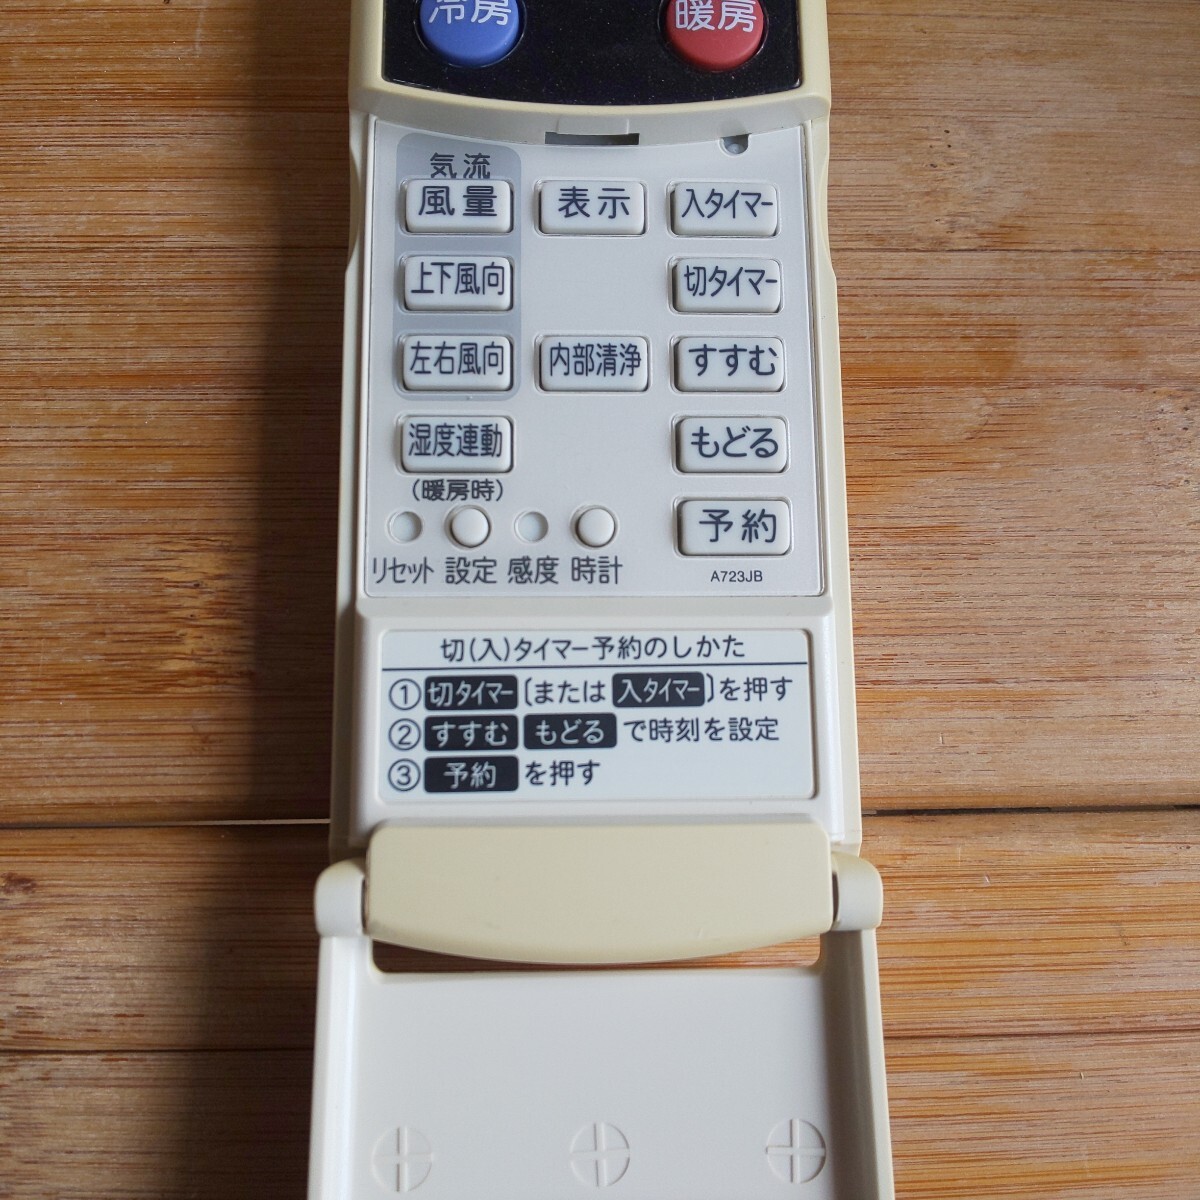 冷房 暖房
気流
風量 表示 入タイマー
上下風向 切タイマー
左右風向 内部清浄 すすむ
湿度連動 もどる
(暖房時)
予約
リセット 設定 感度 時計 A723JB
切(入)タイマー予約のしかた
①切タイマー〔または入タイマー〕を押す
②すすむ もどる で時刻を設定
③予約 を押す